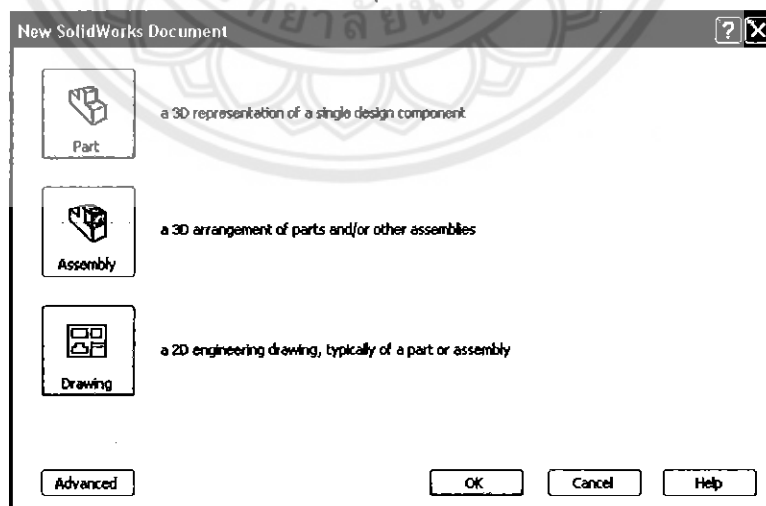 New SolidWorks Document
Part
a 3D representation of a single design component
Assembly
a 3D arrangement of parts and/or other assemblies
Drawing
a 2D engineering drawing, typically of a part or assembly
Advanced
OK
Cancel
Help